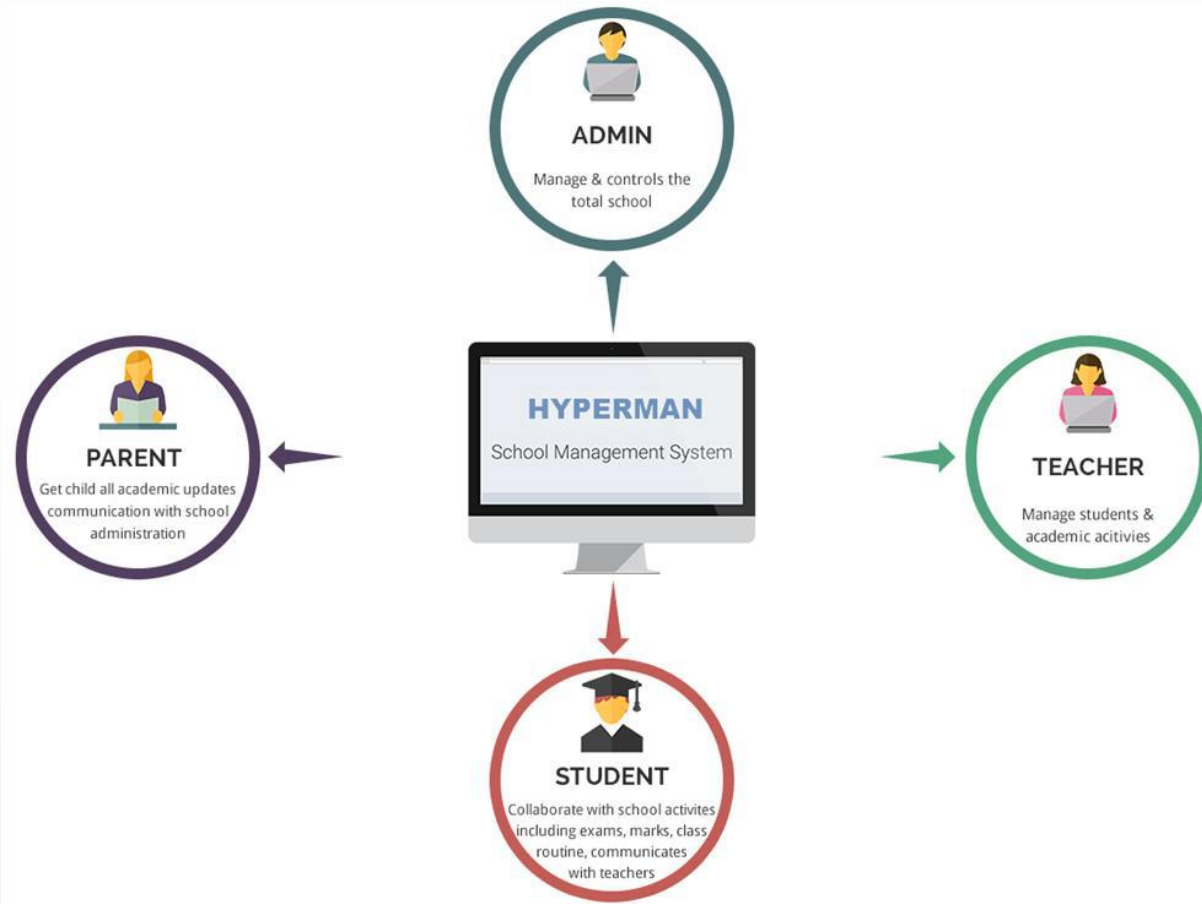 ADMIN
Manage & controls the
total school
HYPERMAN
School Management System
PARENT
Get child all academic updates
communication with school
administration
TEACHER
Manage students &
academic acitivies
STUDENT
Collaborate with school activites
including exams, marks, class
routine, communicates
with teachers